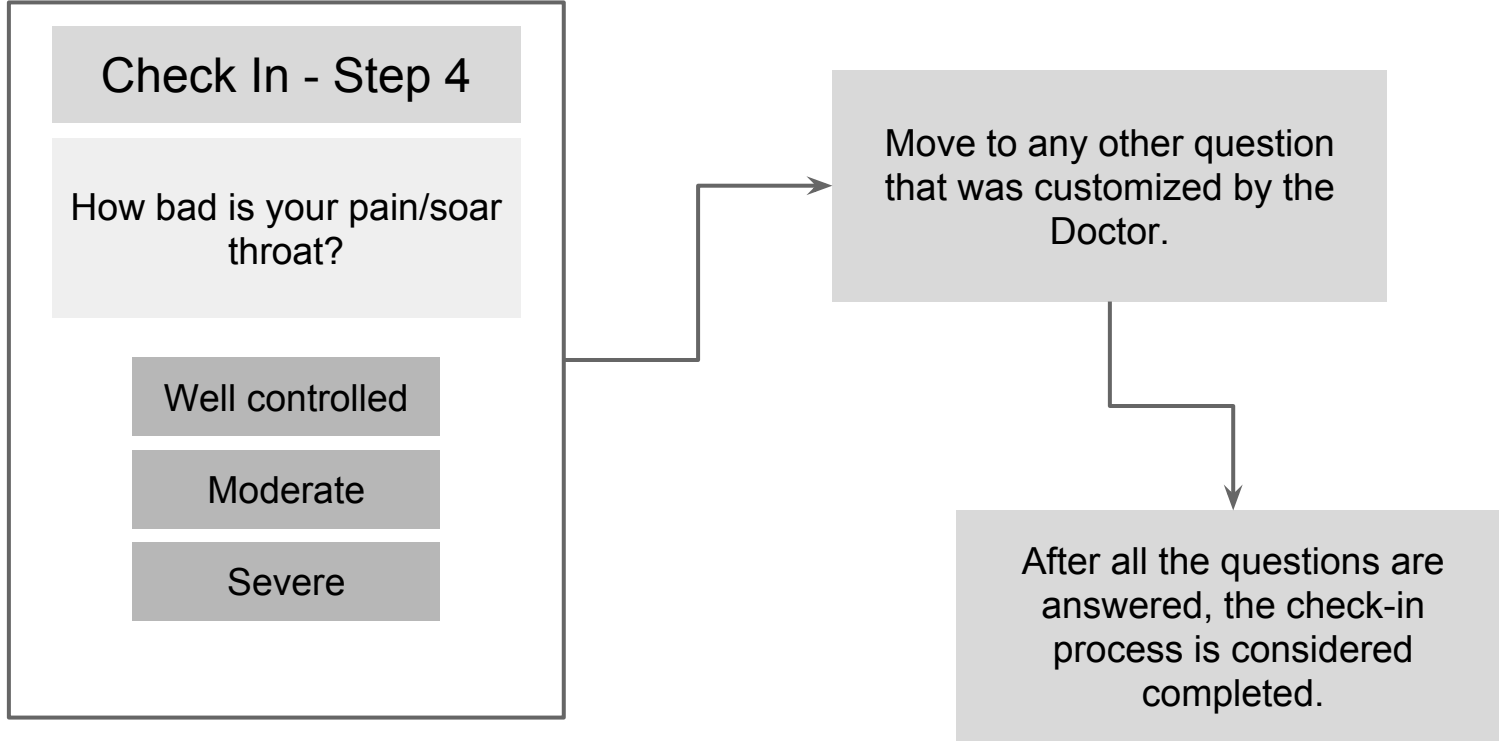 Check In - Step 4
How bad is your pain/soar
throat?
Well controlled
Moderate
Severe
Move to any other question
that was customized by the
Doctor.
After all the questions are
answered, the check-in
process is considered
completed.